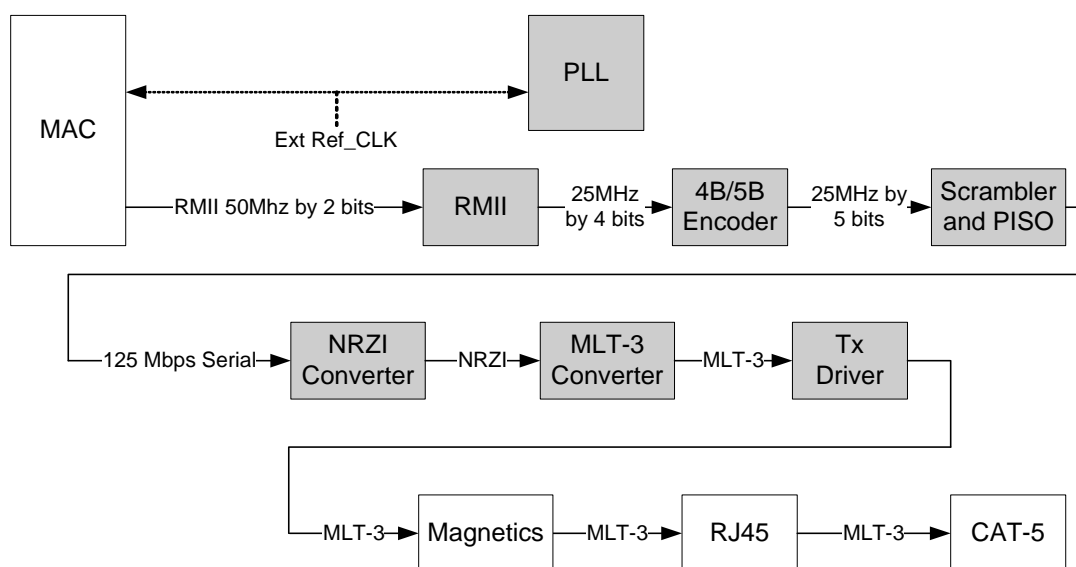 MAC
PLL
Ext Ref_CLK
RMII 50Mhz by 2 bits
RMII
25MHz
by 4 bits
4B/5B
Encoder
25MHz by
5 bits
Scrambler
and PISO
125 Mbps Serial
NRZI
Converter
NRZI
MLT-3
Converter
MLT-3
Tx
Driver
MLT-3
Magnetics
MLT-3
RJ45
MLT-3
CAT-5